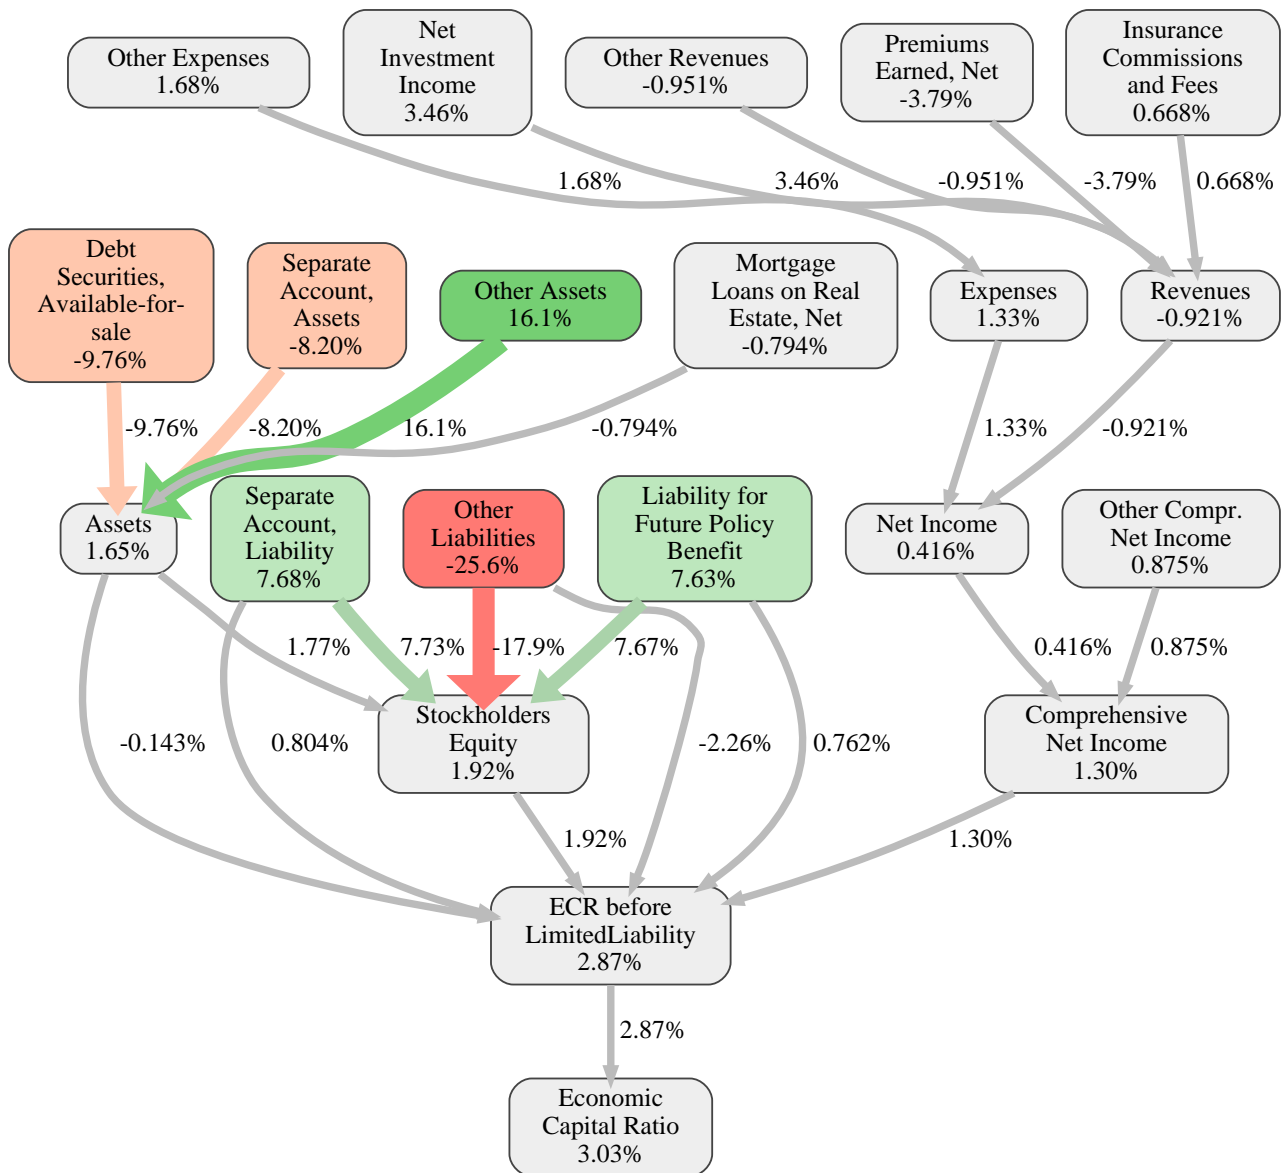 Other Expenses
1.68%
Net
Investment
Income
3.46%
Other Revenues
-0.951%
Premiums
Earned, Net
-3.79%
Insurance
Commissions
and Fees
0.668%
1.68%
3.46%
-0.951%
-3.79%
0.668%
Debt
Securities,
Available-for-
sale
-9.76%
Separate
Account,
Assets
-8.20%
Other Assets
16.1%
Mortgage
Loans on Real
Estate, Net
-0.794%
Expenses
1.33%
Revenues
-0.921%
-9.76%
-8.20%
16.1%
-0.794%
1.33%
-0.921%
Assets
1.65%
Separate
Account,
Liability
7.68%
Other
Liabilities
-25.6%
Liability for
Future Policy
Benefit
7.63%
Net Income
0.416%
Other Compr.
Net Income
0.875%
1.77%
7.73%
-17.9%
7.67%
0.416%
0.875%
-0.143%
0.804%
Stockholders
Equity
1.92%
-2.26%
0.762%
Comprehensive
Net Income
1.30%
1.92%
1.30%
ECR before
LimitedLiability
2.87%
2.87%
Economic
Capital Ratio
3.03%